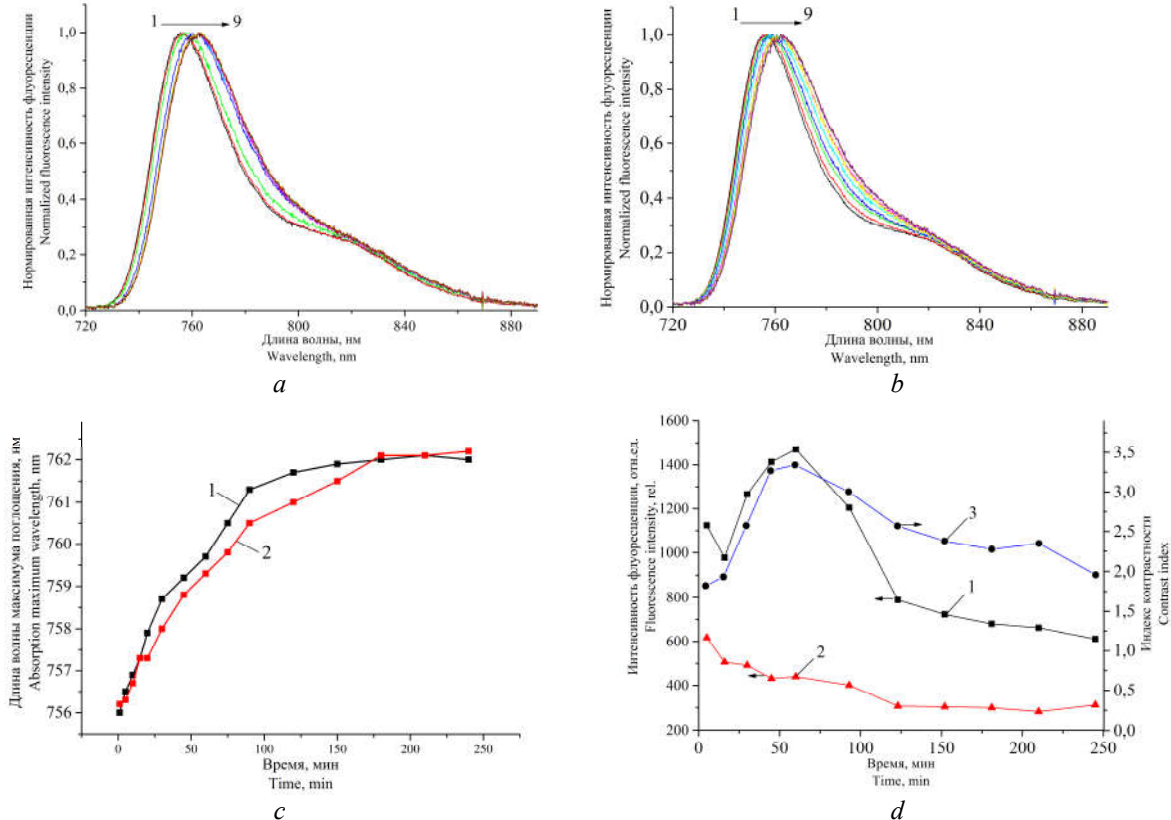 1 9
1,0
0,8
0,6
0,4
0,2
0,0
Нормированная интенсивность флуоресценции
Normalized fluorescence intensity
720 760 800 840 880
Длина волны, нм
Wavelength, nm
a
1 9
1,0
0,8
0,6
0,4
0,2
0,0
Нормированная интенсивность флуоресценции
Normalized fluorescence intensity
720 760 800 840 880
Длина волны, нм
Wavelength, nm
b
Длина волны максимума поглощения, нм
Absorption maximum wavelength, nm
762
761
760
759
758
757
756
1
2
0 50 100 150 200 250
Время, мин
Time, min
c
Интенсивность флуоресценции, отн.ед.
Fluorescence intensity, rel.
1600
1400
1200
1000
800
600
400
200
3
1
2
3,5
3,0
2,5
2,0
1,5
1,0
0,5
0,0
Индекс контрастности
Contrast index
0 50 100 150 200 250
Время, мин
Time, min
d